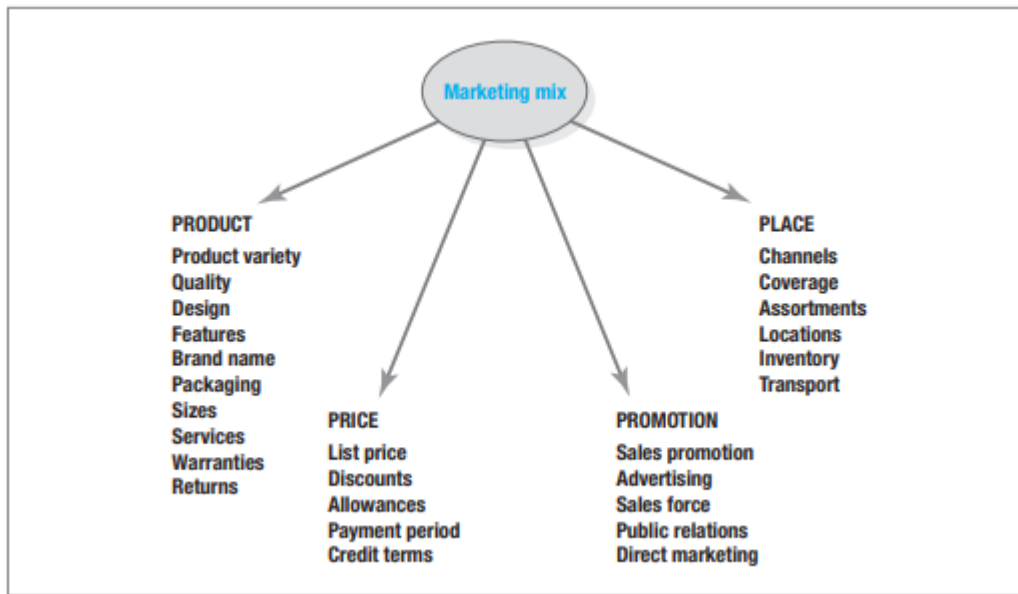 Marketing mix
PRODUCT
Product variety
Quality
Design
Features
Brand name
Packaging
Sizes
Services
Warranties
Returns
PRICE
List price
Discounts
Allowances
Payment period
Credit terms
PROMOTION
Sales promotion
Advertising
Sales force
Public relations
Direct marketing
PLACE
Channels
Coverage
Assortments
Locations
Inventory
Transport